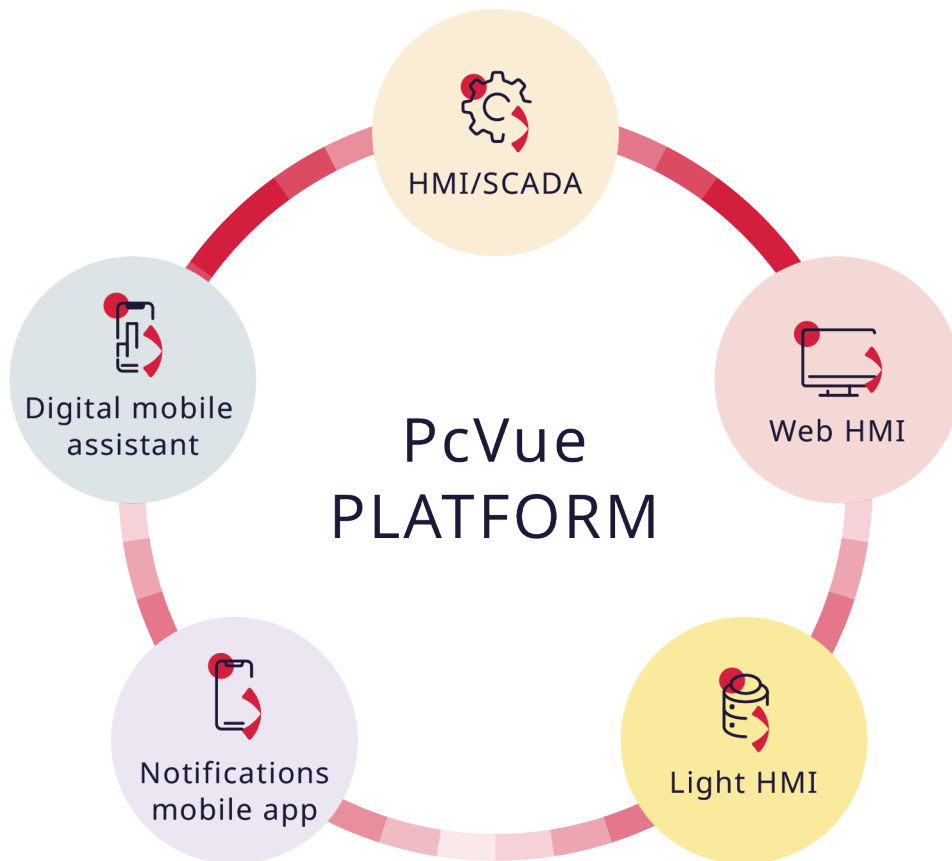 HMI/SCADA
Web HMI
Digital mobile
assistant
PcVue
PLATFORM
Notifications
mobile app
Light HMI